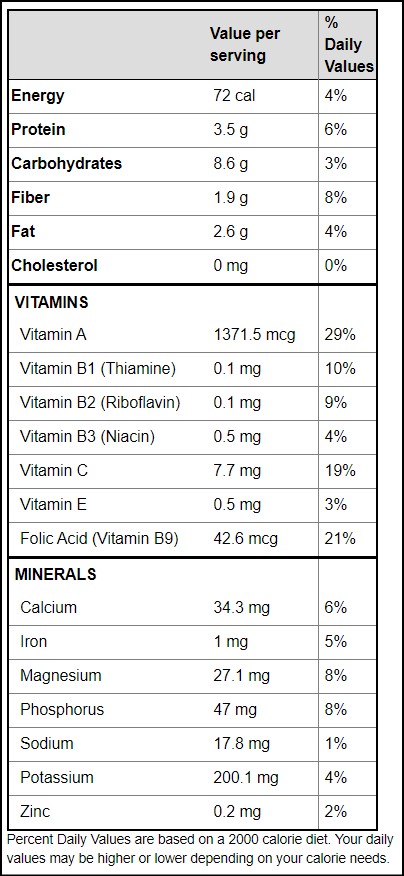 Value per serving % Daily Values
Energy 72 cal 4%
Protein 3.5 g 6%
Carbohydrates 8.6 g 3%
Fiber 1.9 g 8%
Fat 2.6 g 4%
Cholesterol 0 mg 0%
VITAMINS
Vitamin A 1371.5 mcg 29%
Vitamin B1 (Thiamine) 0.1 mg 10%
Vitamin B2 (Riboflavin) 0.1 mg 9%
Vitamin B3 (Niacin) 0.5 mg 4%
Vitamin C 7.7 mg 19%
Vitamin E 0.5 mg 3%
Folic Acid (Vitamin B9) 42.6 mcg 21%
MINERALS
Calcium 34.3 mg 6%
Iron 1 mg 5%
Magnesium 27.1 mg 8%
Phosphorus 47 mg 8%
Sodium 17.8 mg 1%
Potassium 200.1 mg 4%
Zinc 0.2 mg 2%
Percent Daily Values are based on a 2000 calorie diet. Your daily
values may be higher or lower depending on your calorie needs.